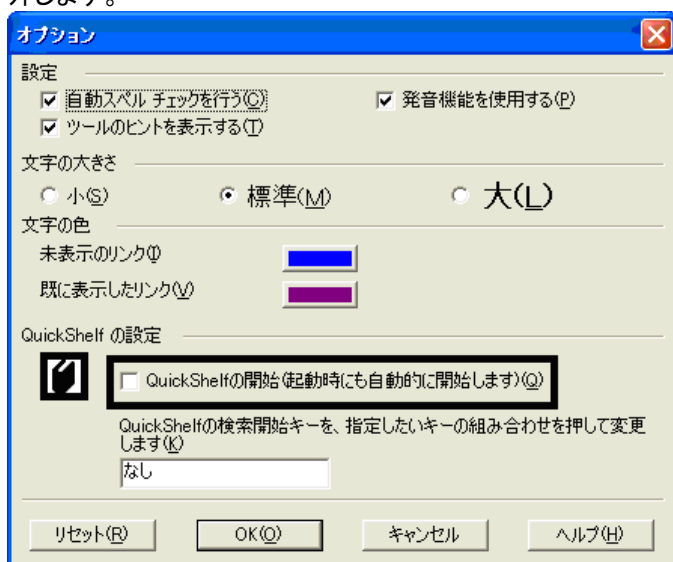 介します。
オプション
設定
自動スペル チェックを行う(C)
発音機能を使用する(P)
ツールのヒントを表示する(T)
文字の大きさ
小(S)
標準(M)
大(L)
文字の色
未表示のリンク(I)
既に表示したリンク(V)
QuickShelf の設定
QuickShelfの開始(起動時にも自動的に開始します)(Q)
QuickShelfの検索開始キーを、指定したいキーの組み合わせを押して変更
します(K)
なし
リセット(R)
OK(O)
キャンセル
ヘルプ(H)